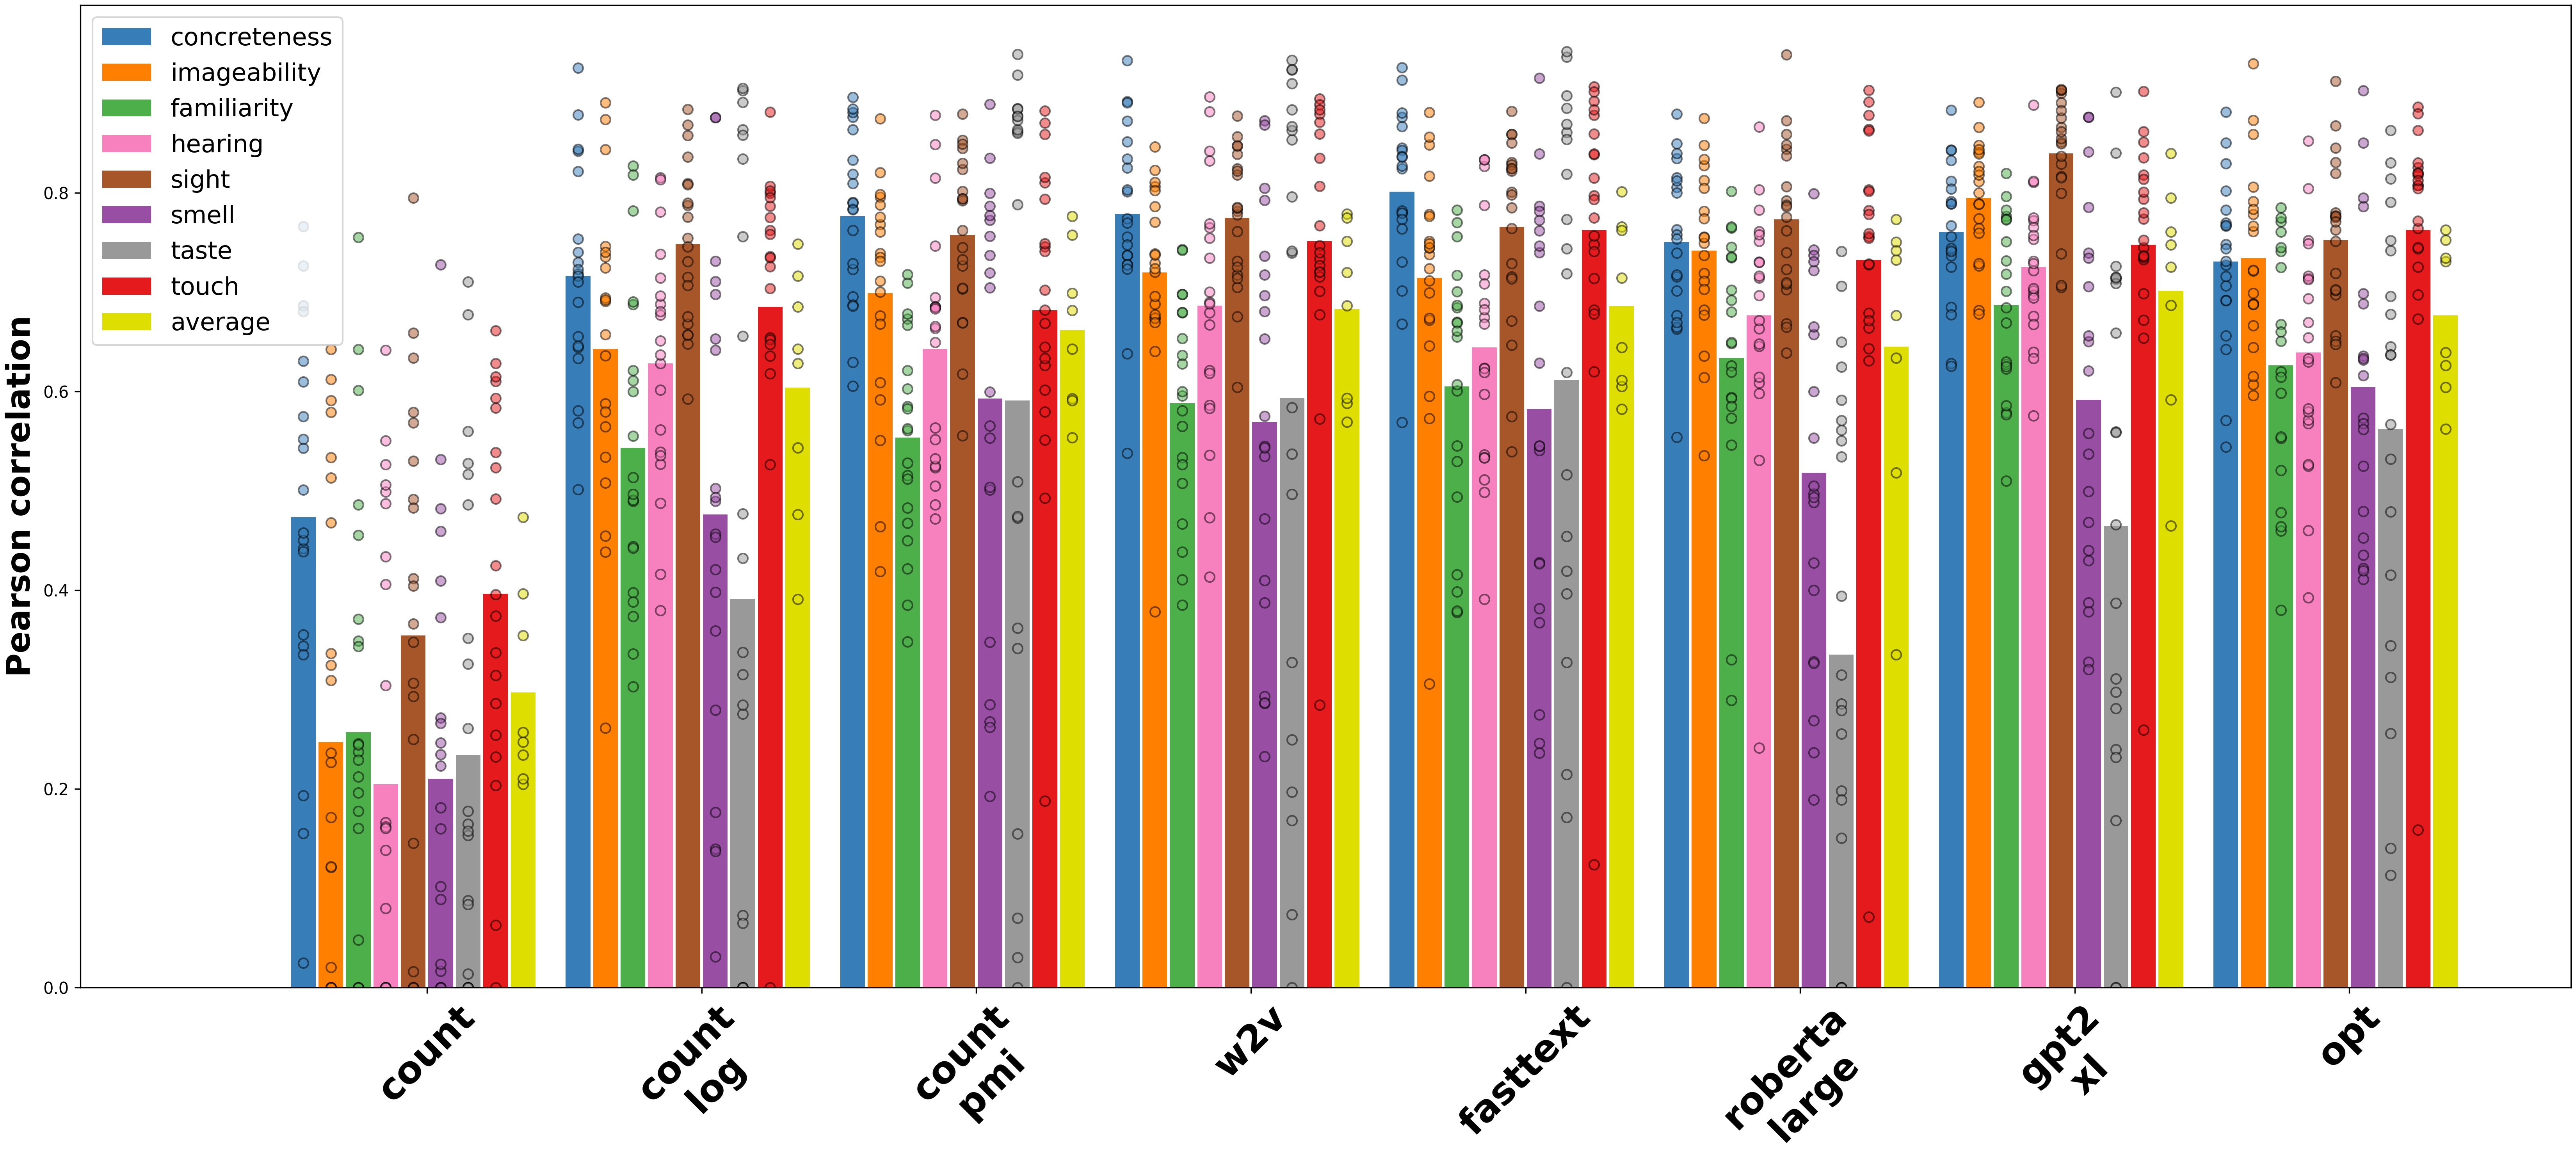 concreteness
imageability
familiarity
hearing
sight
smell
taste
touch
average
Pearson correlation
0.8
0.6
0.4
0.2
0.0
count
count
log
count
pmi
w2v
fasttext
roberta
large
gpt2
xl
opt